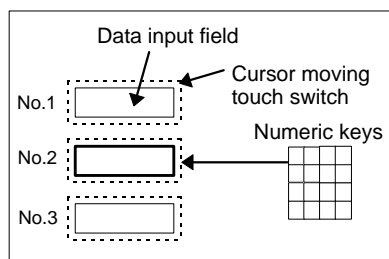 Data input field
Cursor moving
touch switch
No.1
Numeric keys
No.2
No.3